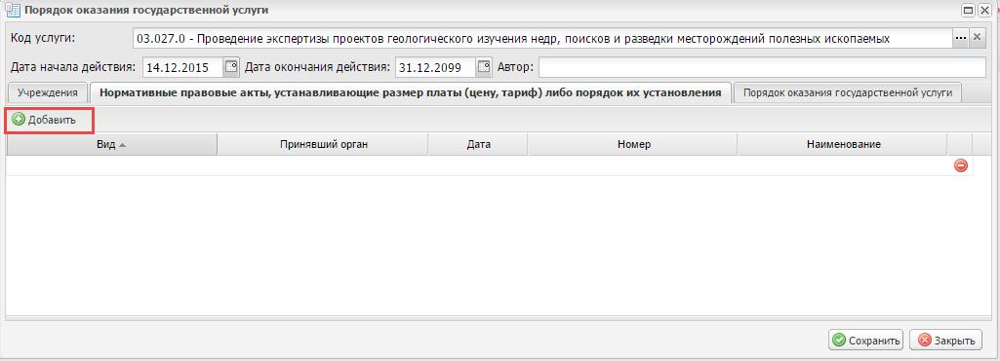 Порядок оказания государственной услуги
Код услуги: 03.027.0 - Проведение экспертизы проектов геологического изучения недр, поисков и разведки месторождений полезных ископаемых ...
Дата начала действия: 14.12.2015 Дата окончания действия: 31.12.2099 Автор:
Учреждения Нормативные правовые акты, устанавливающие размер платы (цену, тариф) либо порядок их установления Порядок оказания государственной услуги
Добавить
Вид Принявший орган Дата Номер Наименование
Сохранить Закрыть